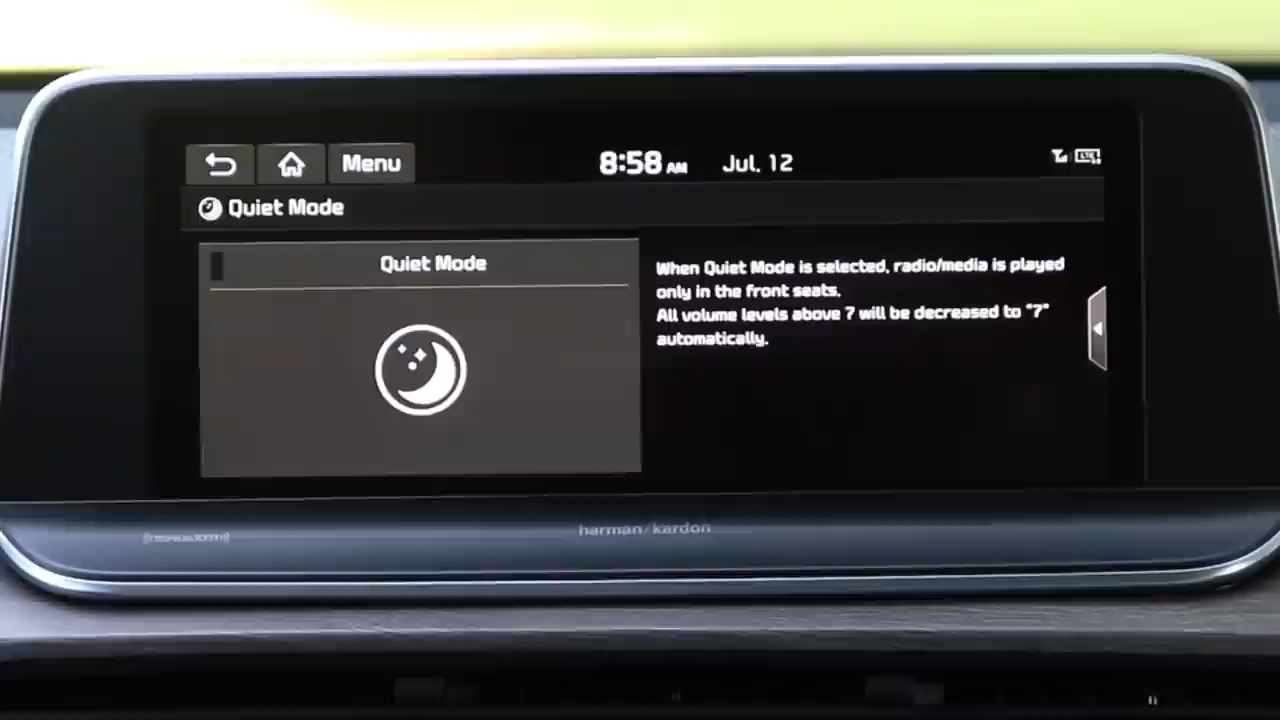 Menu
8:58 AM
Jul. 12
LTE
Quiet Mode
Quiet Mode
When Quiet Mode is selected, radio/media is played
only in the front seats.
All volume levels above 7 will be decreased to "7"
automatically.
harman/kardon